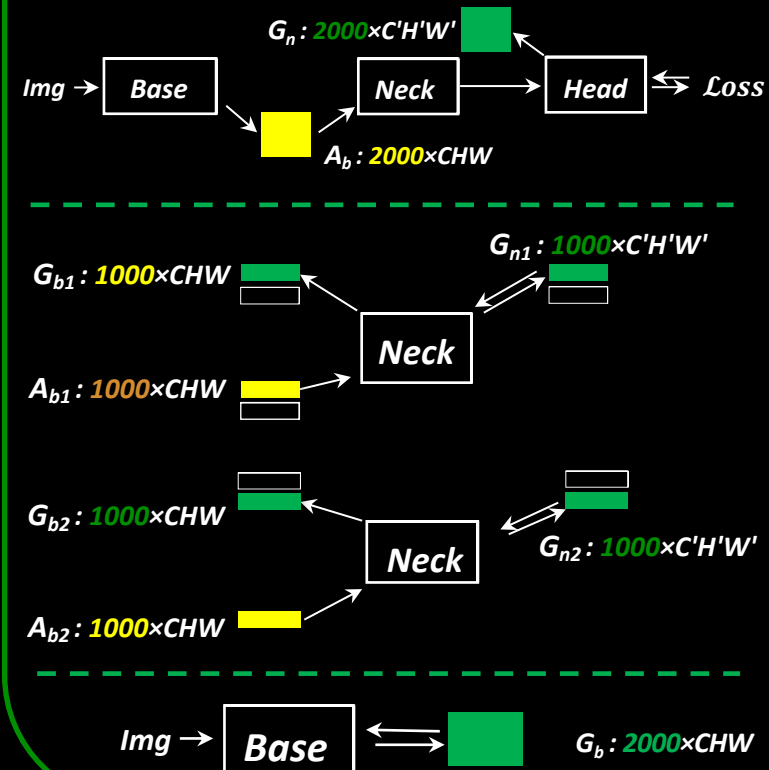 Gn : 2000×C'H'W'
Img Base Neck Head ℒoss
Ab : 2000×CHW
Gn1 : 1000×C'H'W'
Gb1 : 1000×CHW
Neck
Ab1 : 1000×CHW
Gb2 : 1000×CHW
Gn2 : 1000×C'H'W'
Neck
Ab2 : 1000×CHW
Img Base Gb : 2000×CHW